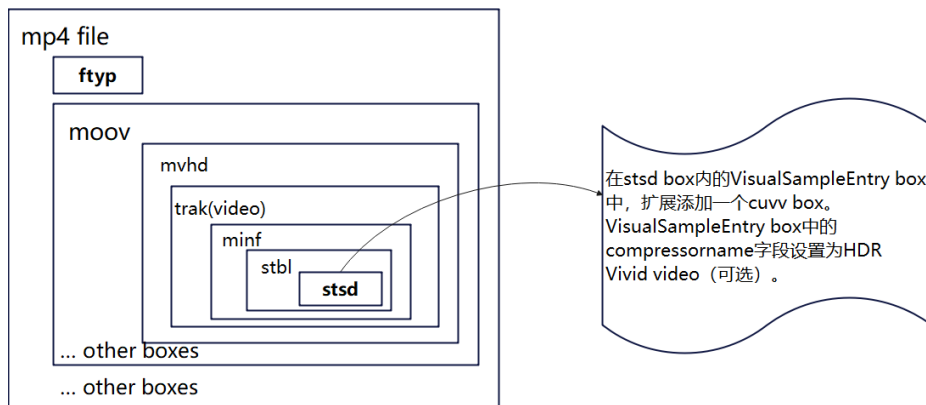 mp4 file
ftyp
moov
mvhd
trak(video)
minf
stbl
stsd
... other boxes
... other boxes
在stsd box内的VisualSampleEntry box
中，扩展添加一个cuvv box。
VisualSampleEntry box中的
compressorname字段设置为HDR
Vivid video（可选）。